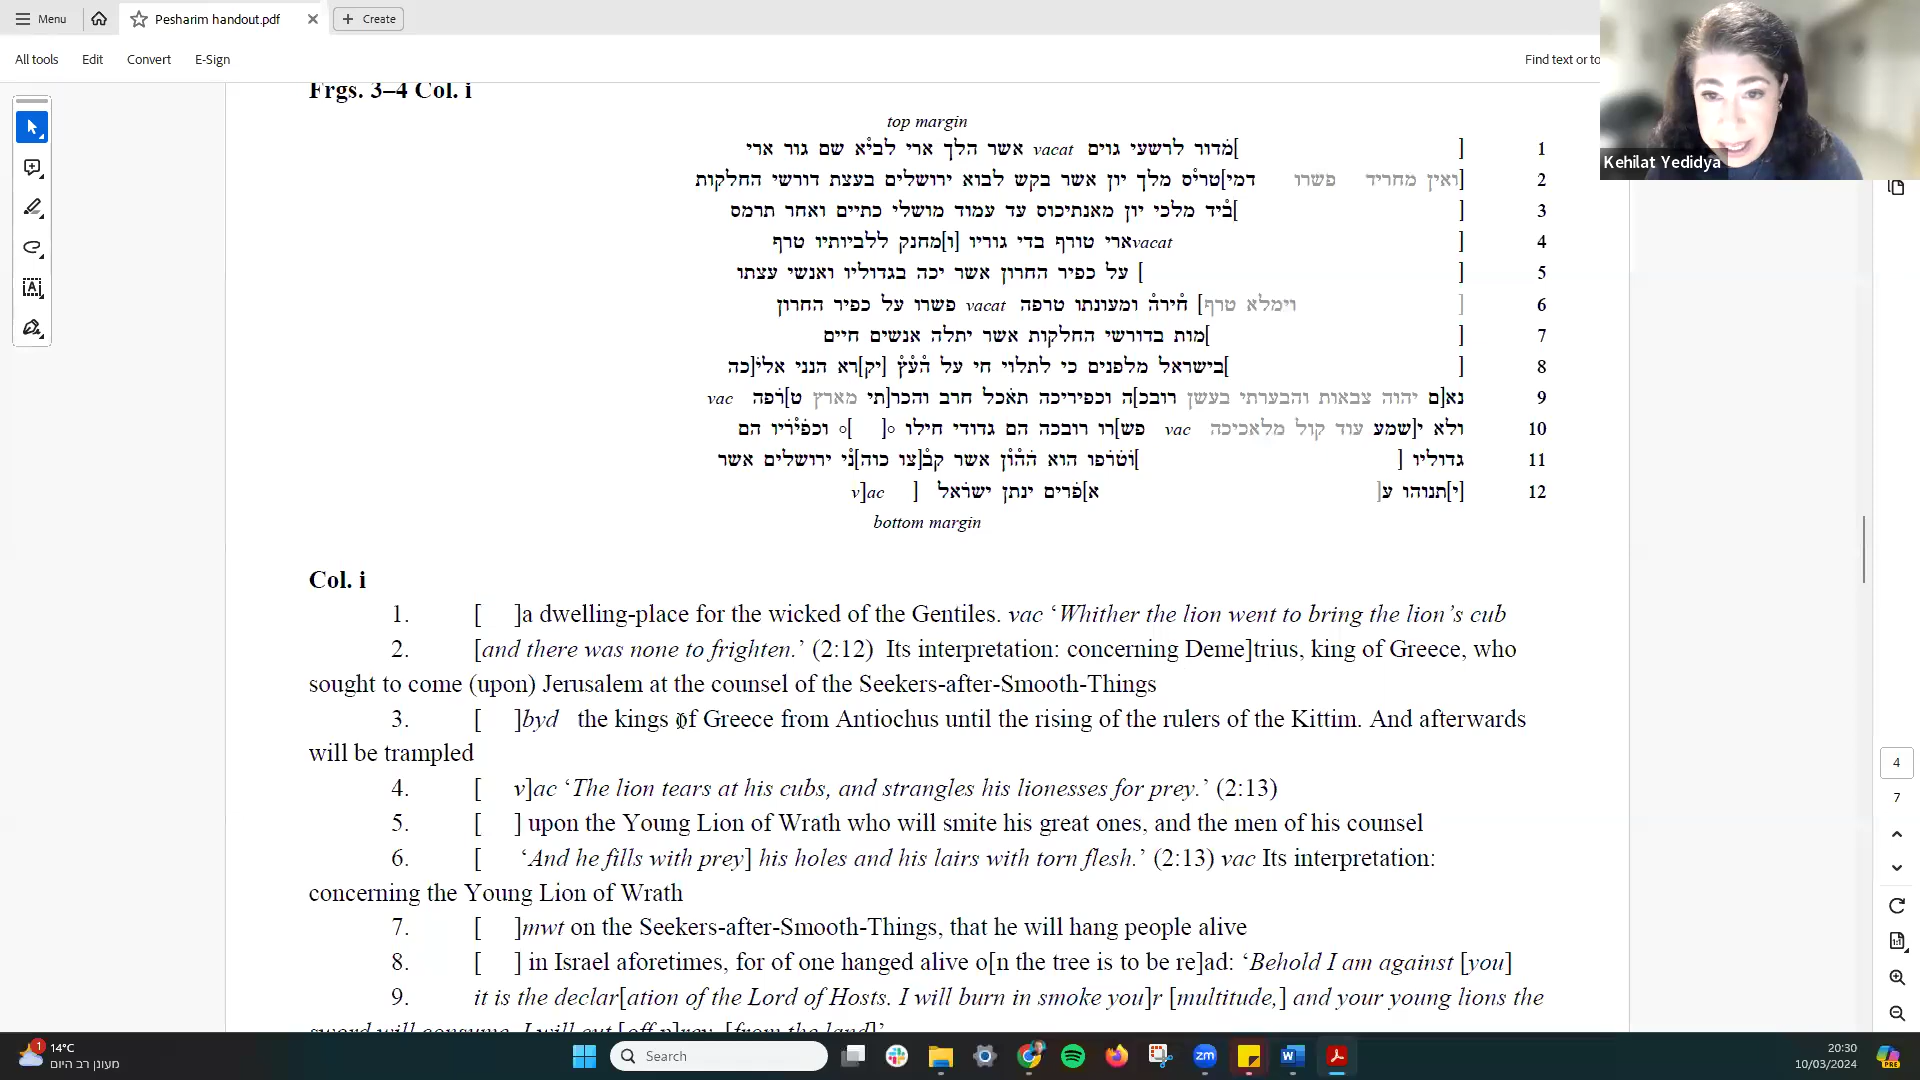 Menu
Pesharim handout.pdf
Create
All tools
Edit
Convert
E-Sign
Find text or to
Kehilat Yedidya
Frgs. 3–4 Col. i
top margin
1 [ ]מדור לרשעי גוים vacat אשר הלך ארי לביא שם גור ארי
2 [ואין מחריד פשרו דמי]טריס מלך יון אשר בקש לבוא ירושלים בעצת דורשי החלקות
3 [ ]ביד מלכי יון מאנתיכוס עד עמוד מושלי כתיים ואחר תרמס
4 [ vacatארי טורף בדי גוריו [ו]מחנק ללביותיו טרף
5 [ ] על כפיר החרון אשר יכה בגדוליו ואנשי עצתו
6 [ וימלא טרף] חירה ומעונתו טרפה vacat פשרו על כפיר החרון
7 [ ]מות בדורשי החלקות אשר יתלה אנשים חיים
8 [ ]בישראל מלפנים כי לתלוי חי על העץ [יק]רא הנני אלי[כה
9 נא[ם יהוה צבאות והבערתי בעשן רובכ]ה וכפיריכה תאכל חרב והכר[תי מארץ ט]רפה vac
10 ולא י[שמע עוד קול מלאכיכה vac פש]רו רובכה הם גדודי חילו ○[ ]○ וכפיריו הם
11 גדוליו [ ]וטרפו הוא ההון אשר קב[צו כוה]ני ירושלים אשר
12 [י]תנוהו ע[ א]פרים ינתן ישראל [ v]ac
bottom margin
Col. i
1. [ ]a dwelling-place for the wicked of the Gentiles. vac ‘Whither the lion went to bring the lion’s cub
2. [and there was none to frighten.’ (2:12) Its interpretation: concerning Deme]trius, king of Greece, who
sought to come (upon) Jerusalem at the counsel of the Seekers-after-Smooth-Things
3. [ ]byd the kings of Greece from Antiochus until the rising of the rulers of the Kittim. And afterwards
will be trampled
4. [ v]ac ‘The lion tears at his cubs, and strangles his lionesses for prey.’ (2:13)
5. [ ] upon the Young Lion of Wrath who will smite his great ones, and the men of his counsel
6. [ ‘And he fills with prey] his holes and his lairs with torn flesh.’ (2:13) vac Its interpretation:
concerning the Young Lion of Wrath
7. [ ]mwt on the Seekers-after-Smooth-Things, that he will hang people alive
8. [ ] in Israel aforetimes, for of one hanged alive o[n the tree is to be re]ad: ‘Behold I am against [you]
9. it is the declar[ation of the Lord of Hosts. I will burn in smoke you]r [multitude,] and your young lions the
sword will consume. I will cut [off p]rey. [from the land]’
4
7
1
14°C
מעונן רב היום
Search
20:30
10/03/2024